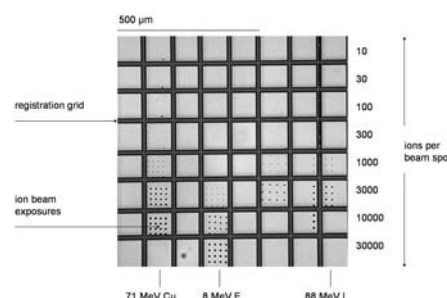 500 µm
10
30
100
registration grid
300
ions per
beam spo
1000
ion beam
exposures
3000
10000
30000
71 MeV Cu
8 MeV F
88 MeV I